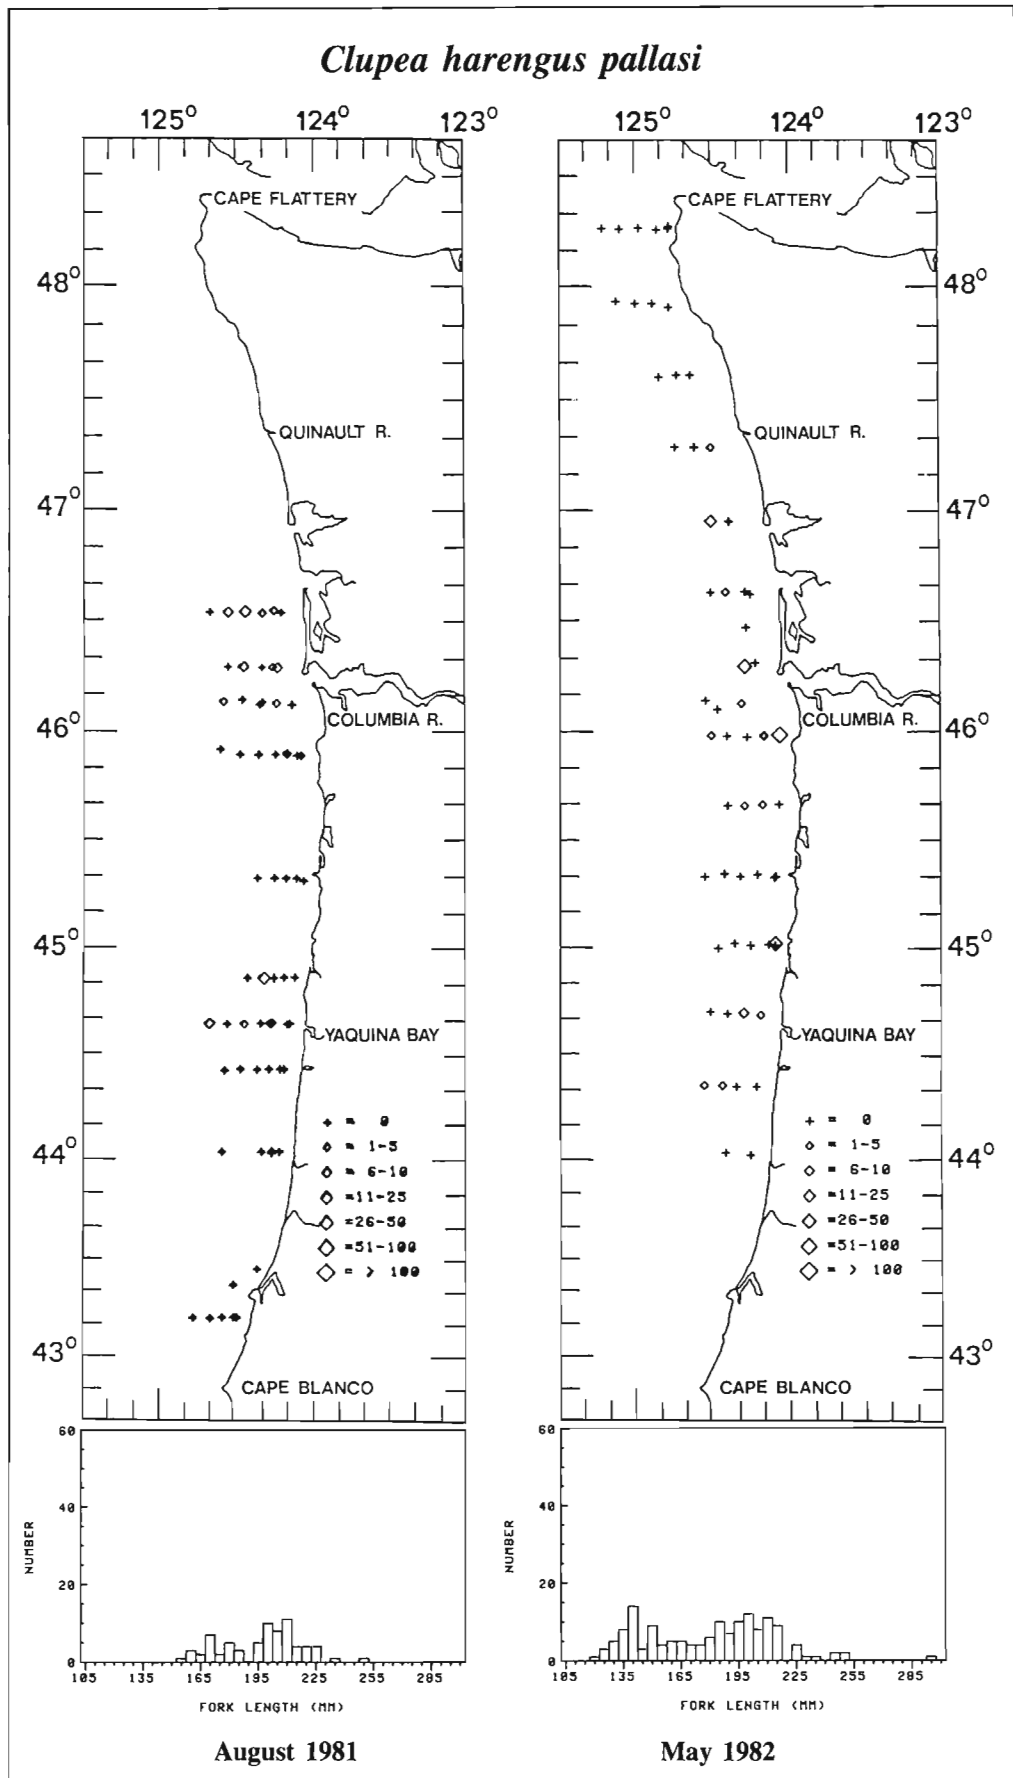 Clupea harengus pallasi
125° 124° 123°
125° 124° 123°
CAPE FLATTERY
CAPE FLATTERY
48°
48°
QUINAULT R.
QUINAULT R.
47°
47°
COLUMBIA R.
COLUMBIA R.
46°
46°
45°
45°
YAQUINA BAY
YAQUINA BAY
44°
44°
= 0
= 1-5
= 6-10
=11-25
=26-50
=51-100
= > 100
= 0
= 1-5
= 6-10
=11-25
=26-50
=51-100
= > 100
43°
43°
CAPE BLANCO
CAPE BLANCO
60
40
20
0
NUMBER
105 135 165 195 225 255 285
FORK LENGTH (MM)
August 1981
60
40
20
0
NUMBER
105 135 165 195 225 255 285
FORK LENGTH (MM)
May 1982